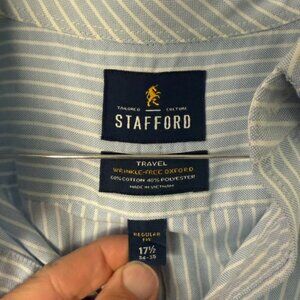 TAILORED CULTURE
STAFFORD
TRAVEL
WRINKLE-FREE OXFORD
60% COTTON 40% POLYESTER
MADE IN VIETNAM
REGULAR
FIT
17½
34-35